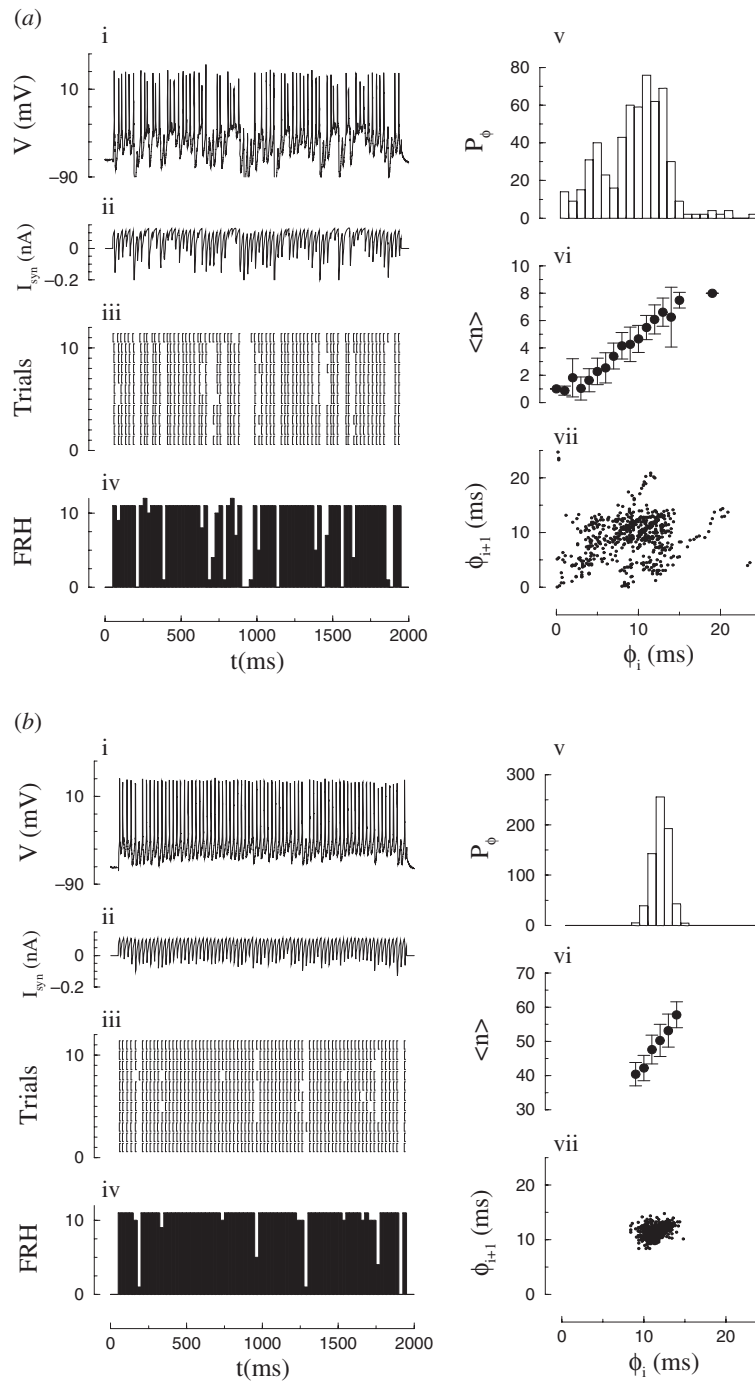 (a)
i
V (mV)
10
−90
ii
I_syn (nA)
0
−0.2
iii
Trials
10
0
iv
FRH
10
0
0 500 1000 1500 2000
t(ms)
v
P_ϕ
80
60
40
20
0
vi
<n>
8
6
4
2
0
vii
ϕ_i+1 (ms)
20
10
0
0 10 20
ϕ_i (ms)
(b)
i
V (mV)
10
−90
ii
I_syn (nA)
0
−0.2
iii
Trials
10
0
iv
FRH
10
0
0 500 1000 1500 2000
t(ms)
v
P_ϕ
300
200
100
0
vi
<n>
70
60
50
40
30
vii
ϕ_i+1 (ms)
20
10
0
0 10 20
ϕ_i (ms)